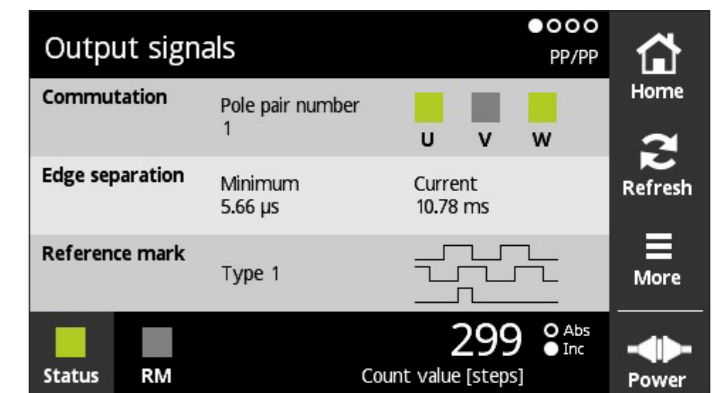 Output signals
PP/PP
Home
Commutation
Pole pair number
1
U V W
Edge separation
Minimum
5.66 µs
Current
10.78 ms
Refresh
Reference mark
Type 1
More
Status
RM
299
Abs
Inc
Count value [steps]
Power